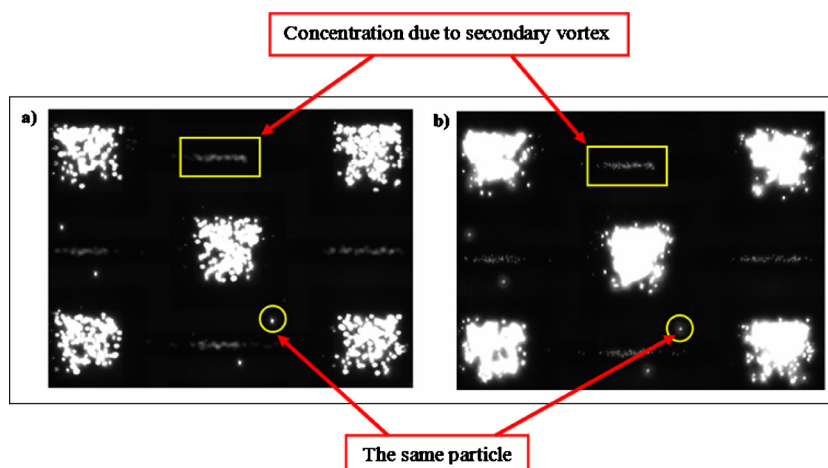 Concentration due to secondary vortex
a)
b)
The same particle